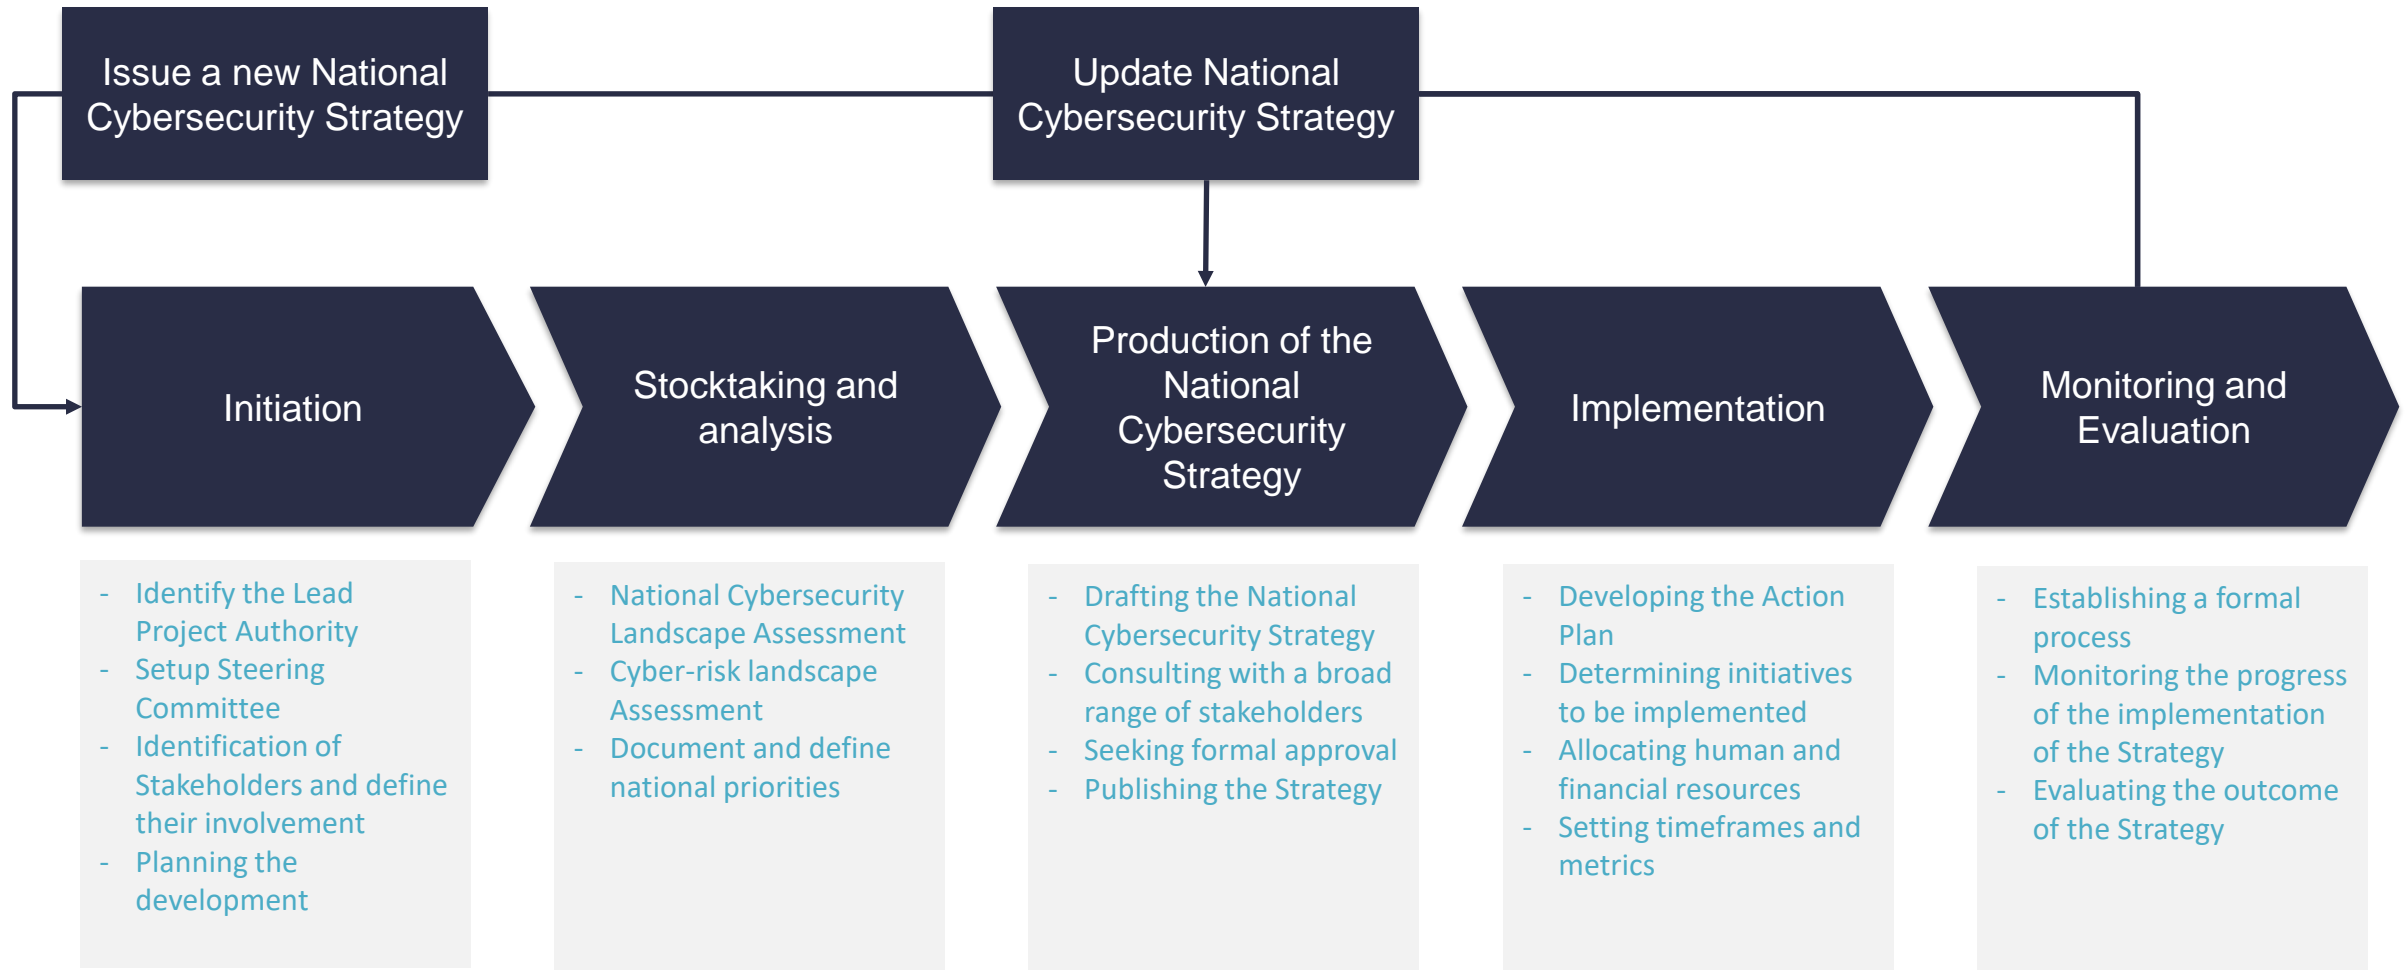 Issue a new National
Cybersecurity Strategy
Update National
Cybersecurity Strategy
Initiation
Stocktaking and
analysis
Production of the
National
Cybersecurity
Strategy
Implementation
Monitoring and
Evaluation
- Identify the Lead
Project Authority
- Setup Steering
Committee
- Identification of
Stakeholders and define
their involvement
- Planning the
development
- National Cybersecurity
Landscape Assessment
- Cyber-risk landscape
Assessment
- Document and define
national priorities
- Drafting the National
Cybersecurity Strategy
- Consulting with a broad
range of stakeholders
- Seeking formal approval
- Publishing the Strategy
- Developing the Action
Plan
- Determining initiatives
to be implemented
- Allocating human and
financial resources
- Setting timeframes and
metrics
- Establishing a formal
process
- Monitoring the progress
of the implementation
of the Strategy
- Evaluating the outcome
of the Strategy